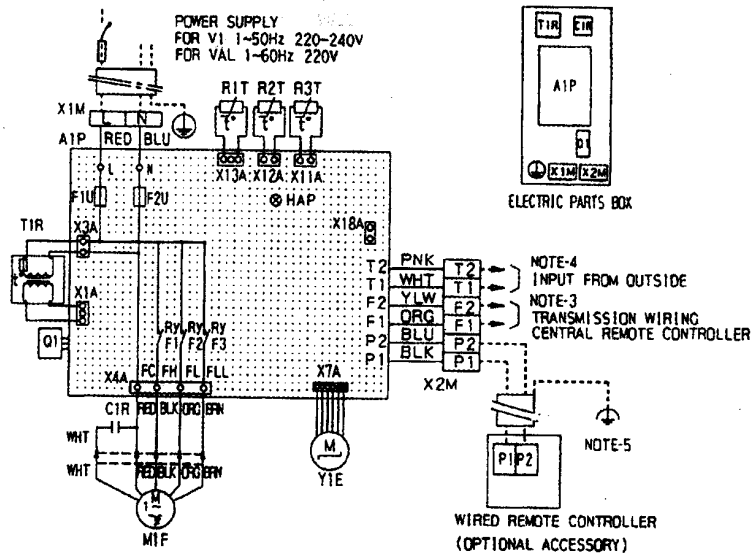 POWER SUPPLY
FOR V1 1~50Hz 220-240V
FOR VAL 1~60Hz 220V
X1M L N
A1P RED BLU
R1T R2T R3T
t° t° t°
X13A X12A X11A
L N
F1U F2U
HAP
X18A
T1R
X3A
X1A
Q1
Ry F1 Ry F2 Ry F3
FC FH FL FLL
X4A
X7A
C1R RED BLK ORG BRN
WHT
WHT RED BLK ORG BRN
M
1~
M1F
M
Y1E
T2 PNK T2
T1 WHT T1
F2 YLW F2
F1 ORG F1
P2 BLU P2
P1 BLK P1
X2M
NOTE-4
INPUT FROM OUTSIDE
NOTE-3
TRANSMISSION WIRING
CENTRAL REMOTE CONTROLLER
NOTE-5
P1 P2
WIRED REMOTE CONTROLLER
(OPTIONAL ACCESSORY)
T1R C1R
A1P
Q1
X1M X2M
ELECTRIC PARTS BOX